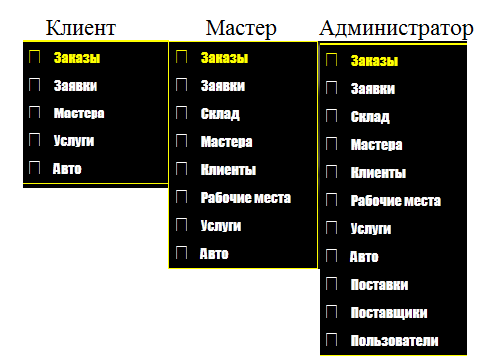 Клиент
Заказы
Заявки
Мастера
Услуги
Авто
Мастер
Заказы
Заявки
Склад
Мастера
Клиенты
Рабочие места
Услуги
Авто
Администратор
Заказы
Заявки
Склад
Мастера
Клиенты
Рабочие места
Услуги
Авто
Поставки
Поставщики
Пользователи